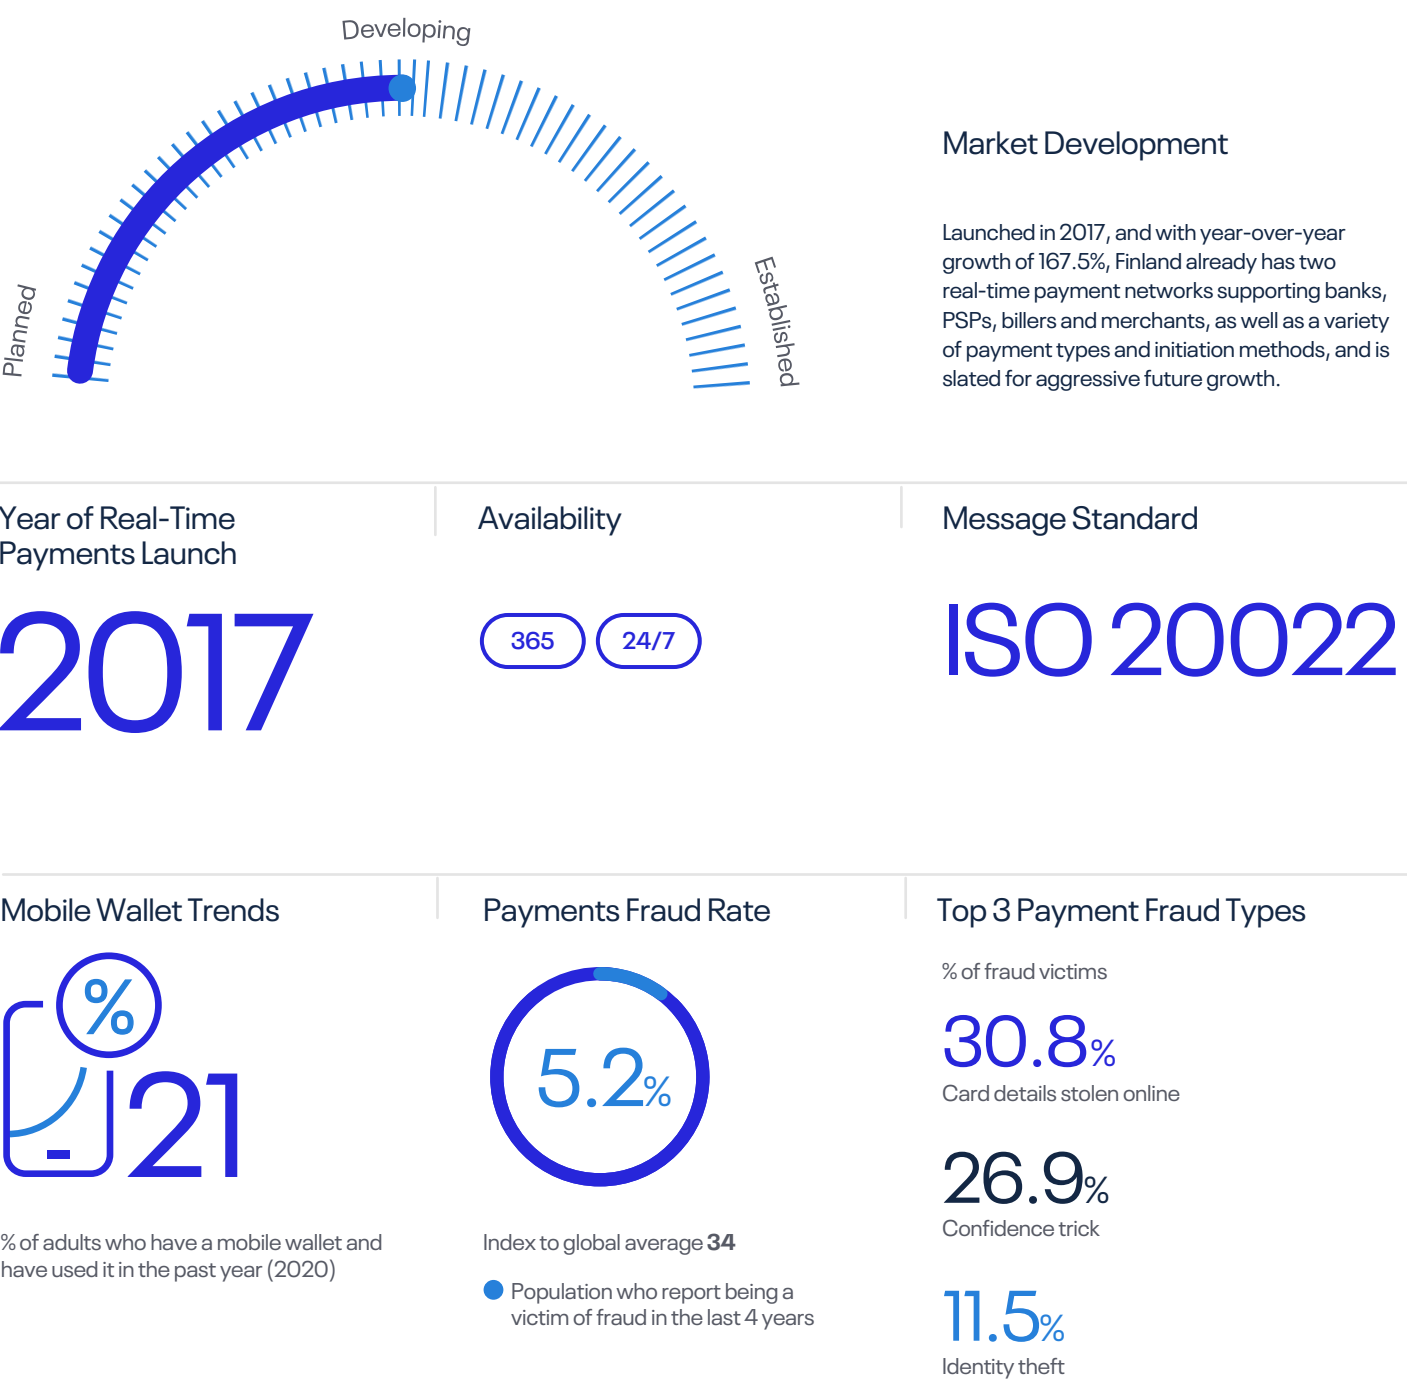 Developing
Planned
Established
Market Development
Launched in 2017, and with year-over-year
growth of 167.5%, Finland already has two
real-time payment networks supporting banks,
PSPs, billers and merchants, as well as a variety
of payment types and initiation methods, and is
slated for aggressive future growth.
Year of Real-Time
Payments Launch
2017
Availability
365
24/7
Message Standard
ISO 20022
Mobile Wallet Trends
%
21
% of adults who have a mobile wallet and
have used it in the past year (2020)
Payments Fraud Rate
5.2%
Index to global average 34
Population who report being a
victim of fraud in the last 4 years
Top 3 Payment Fraud Types
% of fraud victims
30.8%
Card details stolen online
26.9%
Confidence trick
11.5%
Identity theft